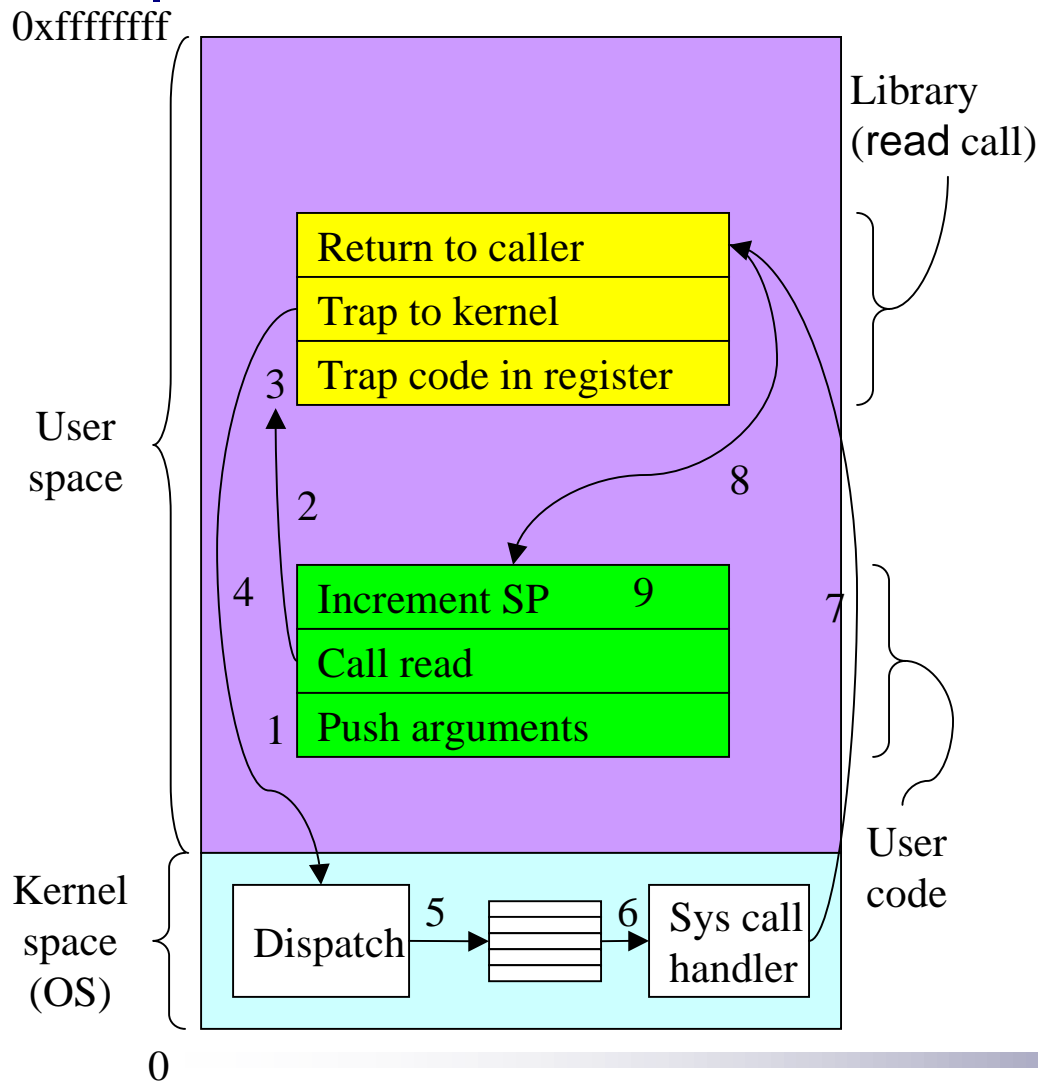 0xffffffff
Library
(read call)
Return to caller
Trap to kernel
3 Trap code in register
User
space
2
8
4
Increment SP 9
7
Call read
1 Push arguments
User
code
Kernel
space
(OS)
Dispatch
5
6
Sys call
handler
0